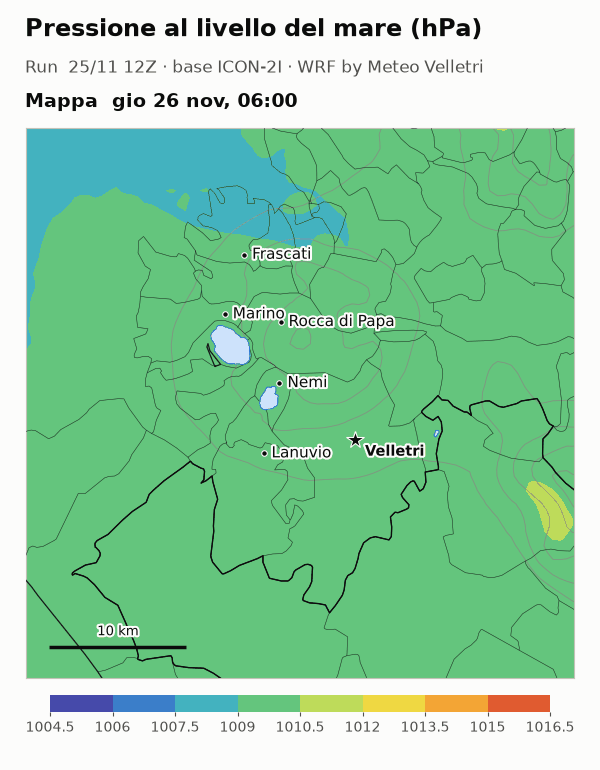 Pressione al livello del mare (hPa)
Run  25/11 12Z · base ICON-2I · WRF by Meteo Velletri
Mappa  gio 26 nov, 06:00
Frascati
Marino
Rocca di Papa
Nemi
Velletri
Lanuvio
10 km
1004.5 1006 1007.5 1009 1010.5 1012 1013.5 1015 1016.5